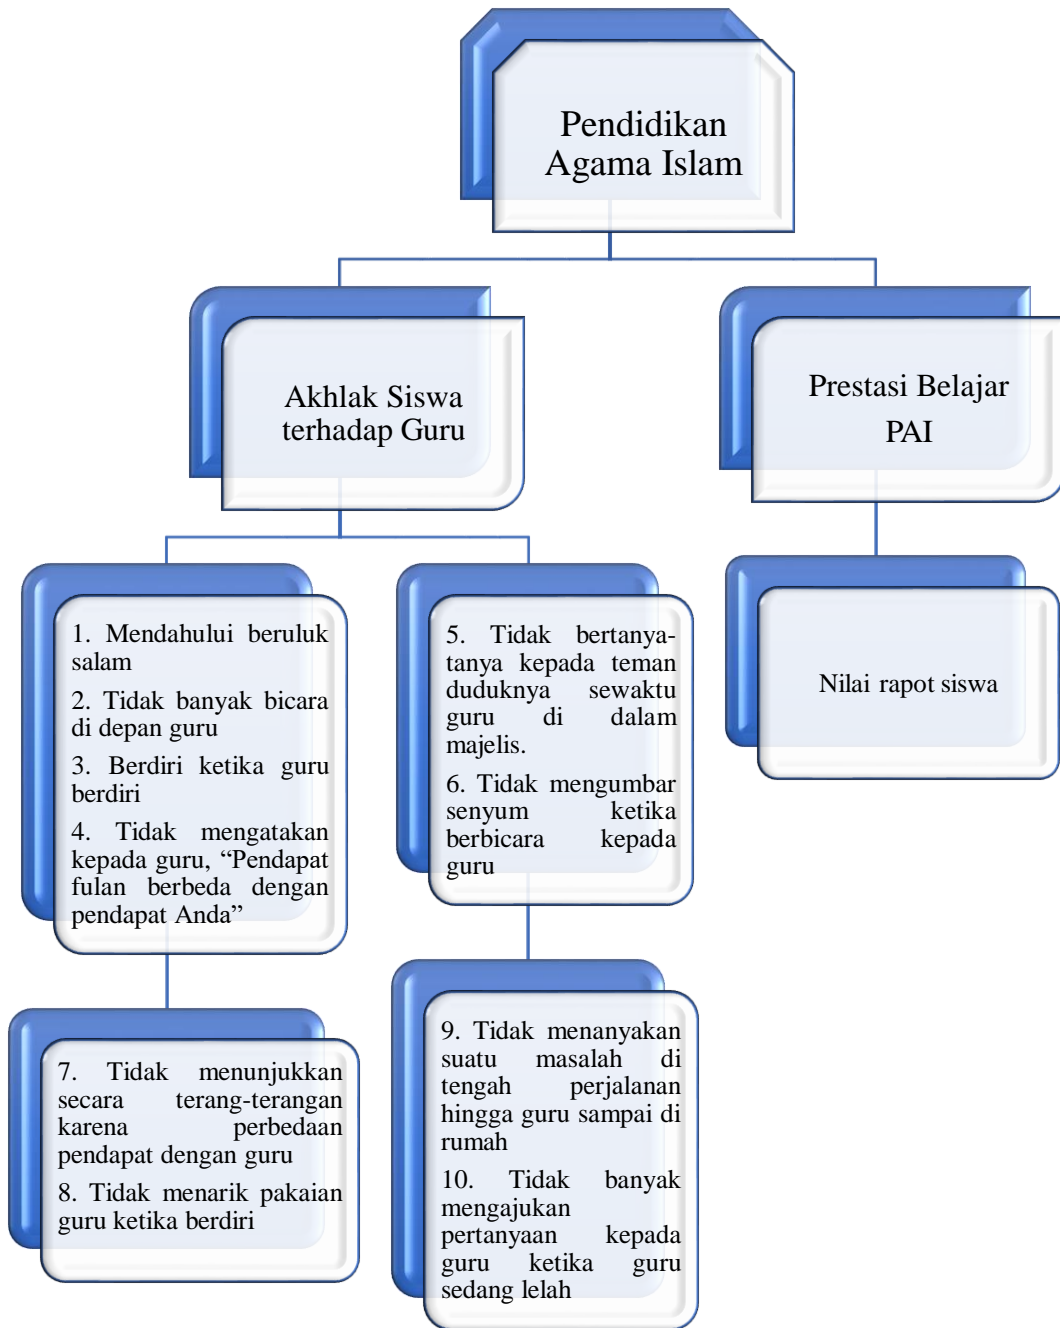 Pendidikan
Agama Islam
Akhlak Siswa
terhadap Guru
Prestasi Belajar
PAI
1. Mendahului beruluk
salam
2. Tidak banyak bicara
di depan guru
3. Berdiri ketika guru
berdiri
4. Tidak mengatakan
kepada guru, “Pendapat
fulan berbeda dengan
pendapat Anda”
5. Tidak bertanya-
tanya kepada teman
duduknya sewaktu
guru di dalam
majelis.
6. Tidak mengumbar
senyum ketika
berbicara kepada
guru
Nilai rapot siswa
7. Tidak menunjukkan
secara terang-terangan
karena perbedaan
pendapat dengan guru
8. Tidak menarik pakaian
guru ketika berdiri
9. Tidak menanyakan
suatu masalah di
tengah perjalanan
hingga guru sampai di
rumah
10. Tidak banyak
mengajukan
pertanyaan kepada
guru ketika guru
sedang lelah